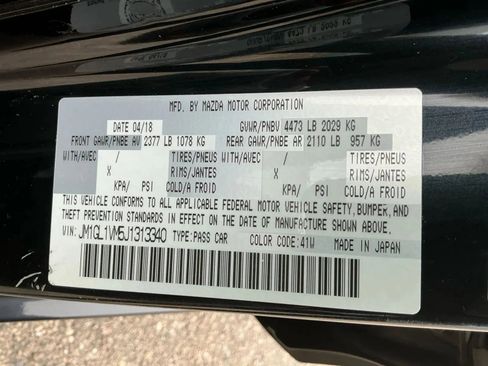 MFD. BY MAZDA MOTOR CORPORATION
DATE 04/18 GVWR/PNBV 4473 LB 2029 KG
FRONT GAWR/PNBE AV 2377 LB 1078 KG REAR GAWR/PNBE AR 2110 LB 957 KG
WITH/AVEC / TIRES/PNEUS WITH/AVEC / TIRES/PNEUS
X RIMS/JANTES X RIMS/JANTES
KPA/ PSI COLD/A FROID KPA/ PSI COLD/A FROID
THIS VEHICLE CONFORMS TO ALL APPLICABLE FEDERAL MOTOR VEHICLE SAFETY, BUMPER, AND
THEFT PREVENTION STANDARDS IN EFFECT ON THE DATE OF MANUFACTURE SHOWN ABOVE.
VIN: JM1GL1VM5J1313340 TYPE:PASS CAR COLOR CODE: 41W MADE IN JAPAN